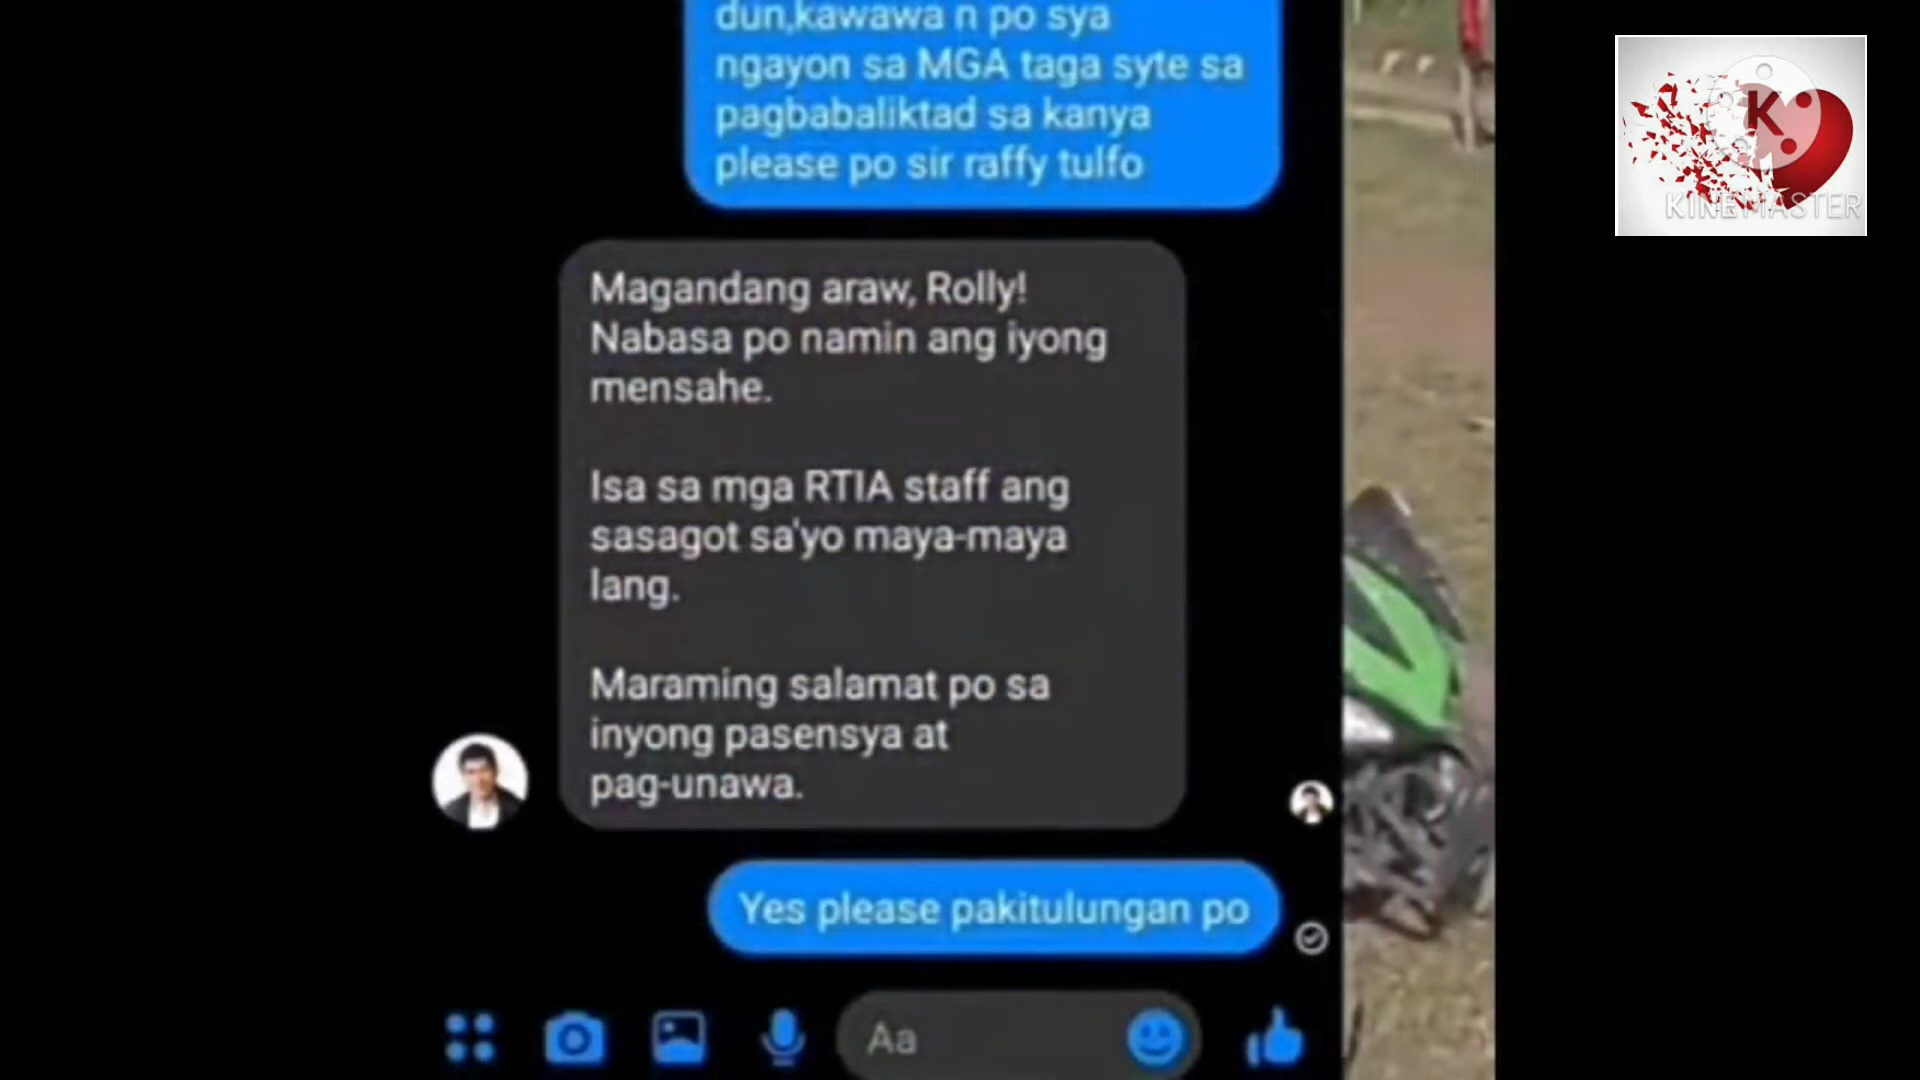 dun,kawawa n po sya
ngayon sa MGA taga syte sa
pagbabaliktad sa kanya
please po sir raffy tulfo
Magandang araw, Rolly!
Nabasa po namin ang iyong
mensahe.
Isa sa mga RTIA staff ang
sasagot sa'yo maya-maya
lang.
Maraming salamat po sa
inyong pasensya at
pag-unawa.
Yes please pakitulungan po
Aa
K
KINEMASTER